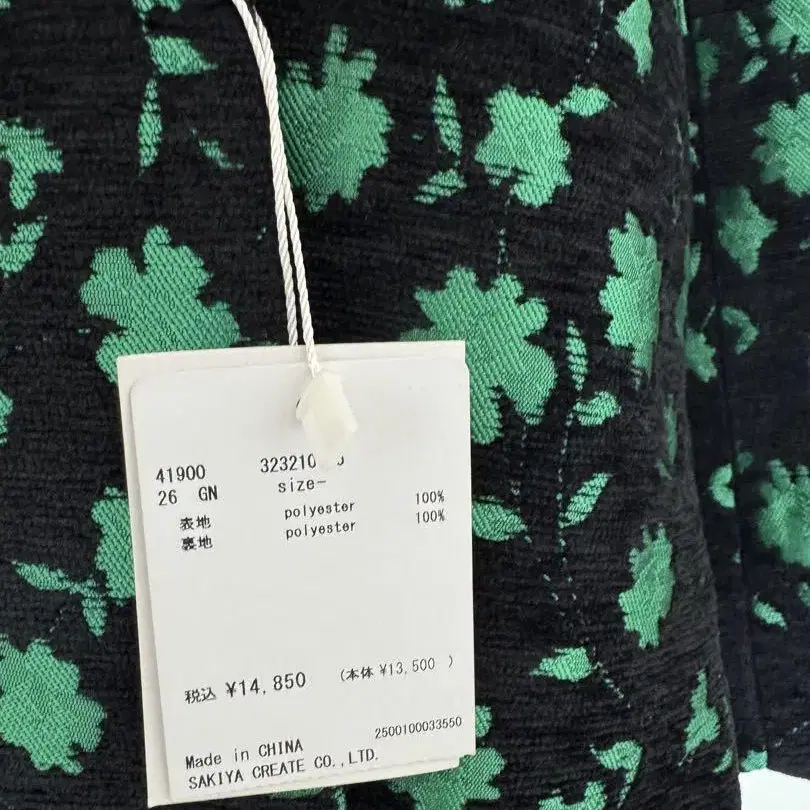 41900
26 GN
size-
表地 polyester 100%
裏地 polyester 100%
税込 ¥14,850 (本体 ¥13,500 )
2500100033550
Made in CHINA
SAKIYA CREATE CO.,LTD.